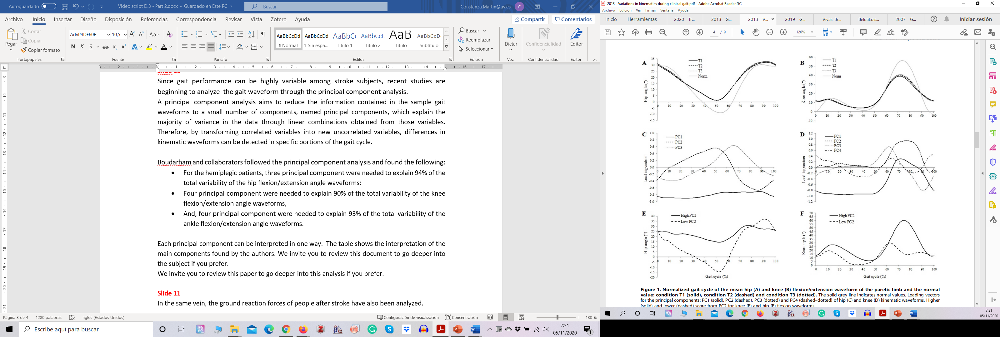 Autoguardado
Video script D.3 - Part 2.docx - Guardado en Este PC
Buscar
Constanza.Martin@uv.es
C
Archivo Inicio Insertar Diseño Disposición Referencias Correspondencia Revisar Vista Zotero Ayuda
Compartir
Comentarios
Pegar
Cortar
Copiar
Copiar formato
Portapapeles
AdvP4DF60E
10,5
N K S ab x₂ x²
Fuente
Párrafo
AaBbCcDd AaBbCcDd AaBbCc AaBbCcE AaB AaBbCcD
¶ Normal ¶ Sin espa... Título 1 Título 2 Título Subtítulo
Estilos
Buscar
Reemplazar
Seleccionar
Edición
Dictar
Voz
Confidencialidad
Confidencialidad
Editor
Editor
Since gait performance can be highly variable among stroke subjects, recent studies are
beginning to analyze the gait waveform through the principal component analysis.
A principal component analysis aims to reduce the information contained in the sample gait
waveforms to a small number of components, named principal components, which explain the
majority of variance in the data through linear combinations obtained from those variables.
Therefore, by transforming correlated variables into new uncorrelated variables, differences in
kinematic waveforms can be detected in specific portions of the gait cycle.
Boudarham and collaborators followed the principal component analysis and found the following:
• For the hemiplegic patients, three principal component were needed to explain 94% of the
total variability of the hip flexion/extension angle waveforms:
• Four principal component were needed to explain 90% of the total variability of the knee
flexion/extension angle waveforms,
• And, four principal component were needed to explain 93% of the total variability of the
ankle flexion/extension angle waveforms.
Each principal component can be interpreted in one way. The table shows the interpretation of the
main components found by the authors. We invite you to review this document to go deeper into
the subject if you prefer.
We invite you to review this paper to go deeper into this analysis if you prefer.
Slide 11
In the same vein, the ground reaction forces of people after stroke have also been analyzed.
Página 3 de 4 1280 palabras Inglés (Estados Unidos)
Configuración de visualización Concentración 130 %
Escribe aquí para buscar
7:31
05/11/2020
1
2013 - Variations in kinematics during clinical gait.pdf - Adobe Acrobat Reader DC
Archivo Edición Ver Firmar Ventana Ayuda
Inicio Herramientas 2020 - Tr... 2013 - G... 2013 - V... × 2019 - G... Vivas-Br... BeldaLois... 2007 - G... Iniciar sesión
4 / 9
126%
A
T1
T2
T3
Norm
Hip angle (°)
35
30
25
20
15
10
5
0
-5
-10
-15
0 10 20 30 40 50 60 70 80 90 100
B
T1
T2
T3
Norm
Knee angle (°)
60
50
40
30
20
10
0
-10
0 10 20 30 40 50 60 70 80 90 100
C
PC1
PC2
PC3
Loading vectors
1.0
0.8
0.6
0.4
0.2
0.0
-0.2
-0.4
-0.6
-0.8
-1.0
0 10 20 30 40 50 60 70 80 90 100
D
PC1
PC2
PC3
PC4
Loading vectors
1.2
1.0
0.8
0.6
0.4
0.2
0.0
-0.2
-0.4
-0.6
-0.8
-1.0
-1.2
0 10 20 30 40 50 60 70 80 90 100
E
High PC2
Low PC2
Hip angle (°)
40
35
30
25
20
15
10
5
0
-5
-10
-15
-20
0 10 20 30 40 50 60 70 80 90 100
Gait cycle (%)
F
High PC2
Low PC2
Knee angle (°)
70
65
60
55
50
45
40
35
30
25
20
15
10
5
0
0 10 20 30 40 50 60 70 80 90 100
Gait cycle (%)
Figure 1. Normalized gait cycle of the mean hip (A) and knee (B) flexion/extension waveform of the paretic limb and the normal
value: condition T1 (solid), condition T2 (dashed) and condition T3 (dotted). The solid grey line indicates normal values. Loading vectors
for the principal components: PC1 (solid), PC2 (dashed), PC3 (dotted) and PC4 (dashed–dotted) of hip (C) and knee (D) kinematic waveforms. Higher
(solid) and lower (dashed) score from PC2 for knee (E) and hip (F) flexion waveforms.
7:31
05/11/2020